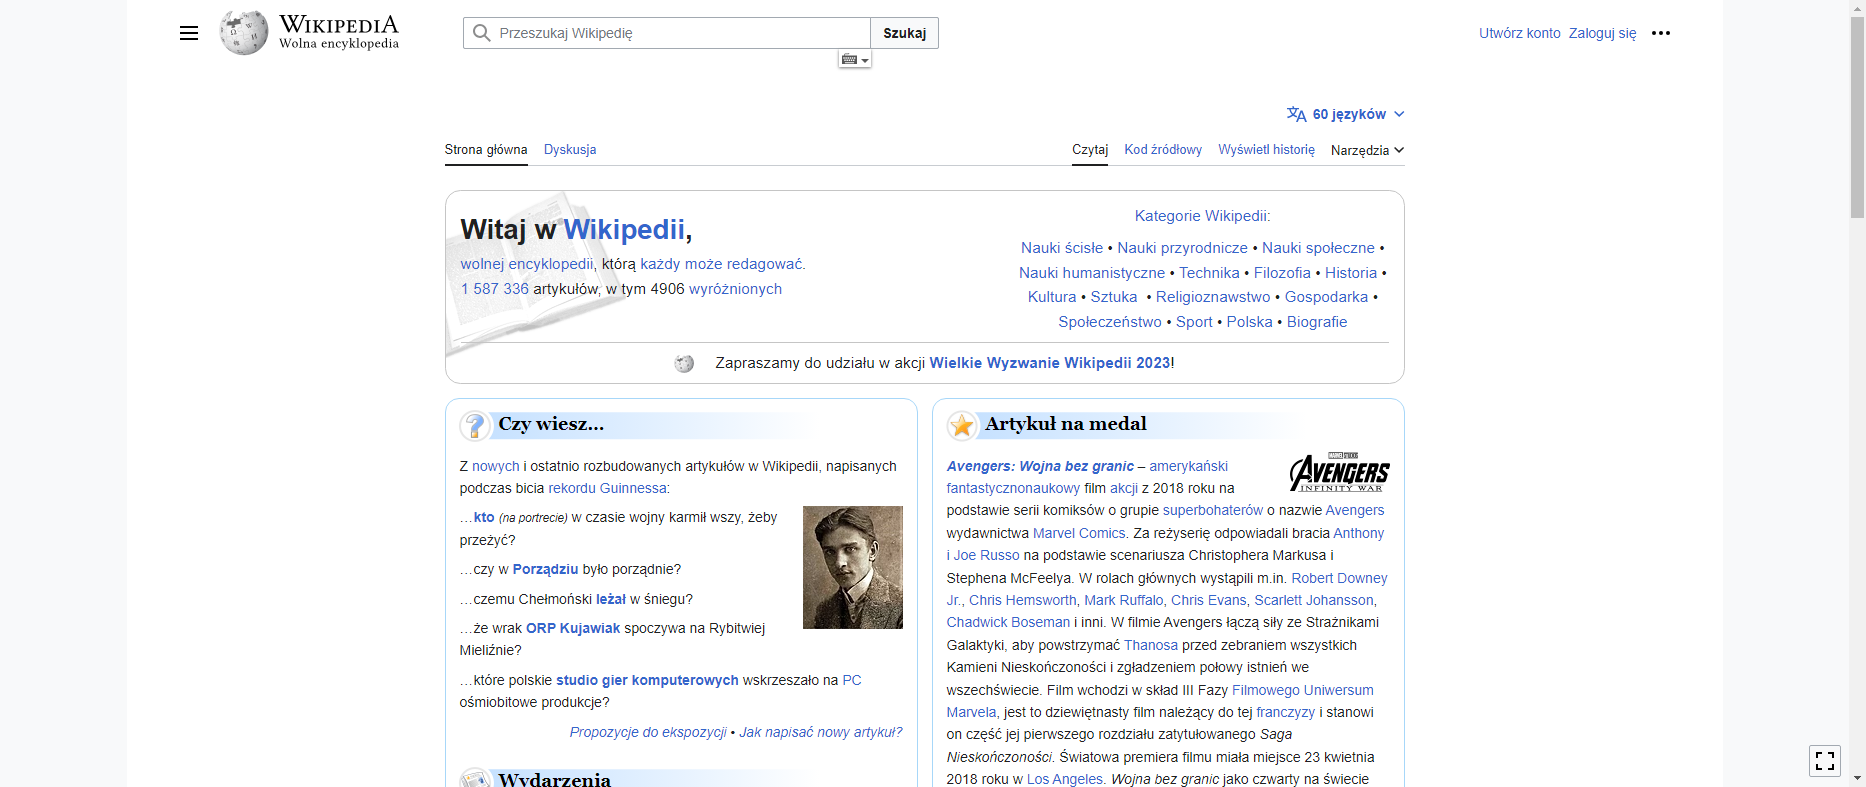 WIKIPEDIA
Wolna encyklopedia
Przeszukaj Wikipedię
Szukaj
Utwórz konto Zaloguj się
60 języków
Strona główna Dyskusja
Czytaj Kod źródłowy Wyświetl historię Narzędzia
Witaj w Wikipedii,
wolnej encyklopedii, którą każdy może redagować.
1 587 336 artykułów, w tym 4906 wyróżnionych
Kategorie Wikipedii:
Nauki ścisłe • Nauki przyrodnicze • Nauki społeczne •
Nauki humanistyczne • Technika • Filozofia • Historia •
Kultura • Sztuka • Religioznawstwo • Gospodarka •
Społeczeństwo • Sport • Polska • Biografie
Zapraszamy do udziału w akcji Wielkie Wyzwanie Wikipedii 2023!
Czy wiesz...
Z nowych i ostatnio rozbudowanych artykułów w Wikipedii, napisanych
podczas bicia rekordu Guinnessa:
…kto (na portrecie) w czasie wojny karmił wszy, żeby
przeżyć?
…czy w Porządziu było porządnie?
…czemu Chełmoński leżał w śniegu?
…że wrak ORP Kujawiak spoczywa na Rybitwiej
Mieliźnie?
…które polskie studio gier komputerowych wskrzeszało na PC
ośmiobitowe produkcje?
Propozycje do ekspozycji • Jak napisać nowy artykuł?
Wydarzenia
Artykuł na medal
MARVEL STUDIOS
AVENGERS
INFINITY WAR
Avengers: Wojna bez granic – amerykański
fantastycznonaukowy film akcji z 2018 roku na
podstawie serii komiksów o grupie superbohaterów o nazwie Avengers
wydawnictwa Marvel Comics. Za reżyserię odpowiadali bracia Anthony
i Joe Russo na podstawie scenariusza Christophera Markusa i
Stephena McFeelya. W rolach głównych wystąpili m.in. Robert Downey
Jr., Chris Hemsworth, Mark Ruffalo, Chris Evans, Scarlett Johansson,
Chadwick Boseman i inni. W filmie Avengers łączą siły ze Strażnikami
Galaktyki, aby powstrzymać Thanosa przed zebraniem wszystkich
Kamieni Nieskończoności i zgładzeniem połowy istnień we
wszechświecie. Film wchodzi w skład III Fazy Filmowego Uniwersum
Marvela, jest to dziewiętnasty film należący do tej franczyzy i stanowi
on część jej pierwszego rozdziału zatytułowanego Saga
Nieskończoności. Światowa premiera filmu miała miejsce 23 kwietnia
2018 roku w Los Angeles. Wojna bez granic jako czwarty na świecie